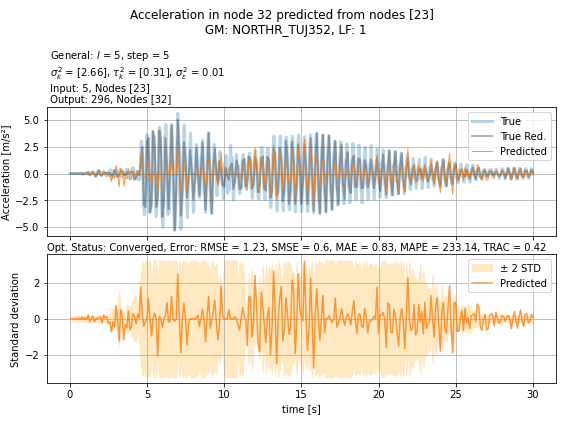 Acceleration in node 32 predicted from nodes [23]
GM: NORTHR_TUJ352, LF: 1
General: l = 5, step = 5
σ²ₖ = [2.66], τ²ₖ = [0.31], σ²ε = 0.01
Input: 5, Nodes [23]
Output: 296, Nodes [32]
Acceleration [m/s²]
5.0
2.5
0.0
−2.5
−5.0
True
True Red.
Predicted
Opt. Status: Converged, Error: RMSE = 1.23, SMSE = 0.6, MAE = 0.83, MAPE = 233.14, TRAC = 0.42
Standard deviation
2
0
−2
± 2 STD
Predicted
0 5 10 15 20 25 30
time [s]